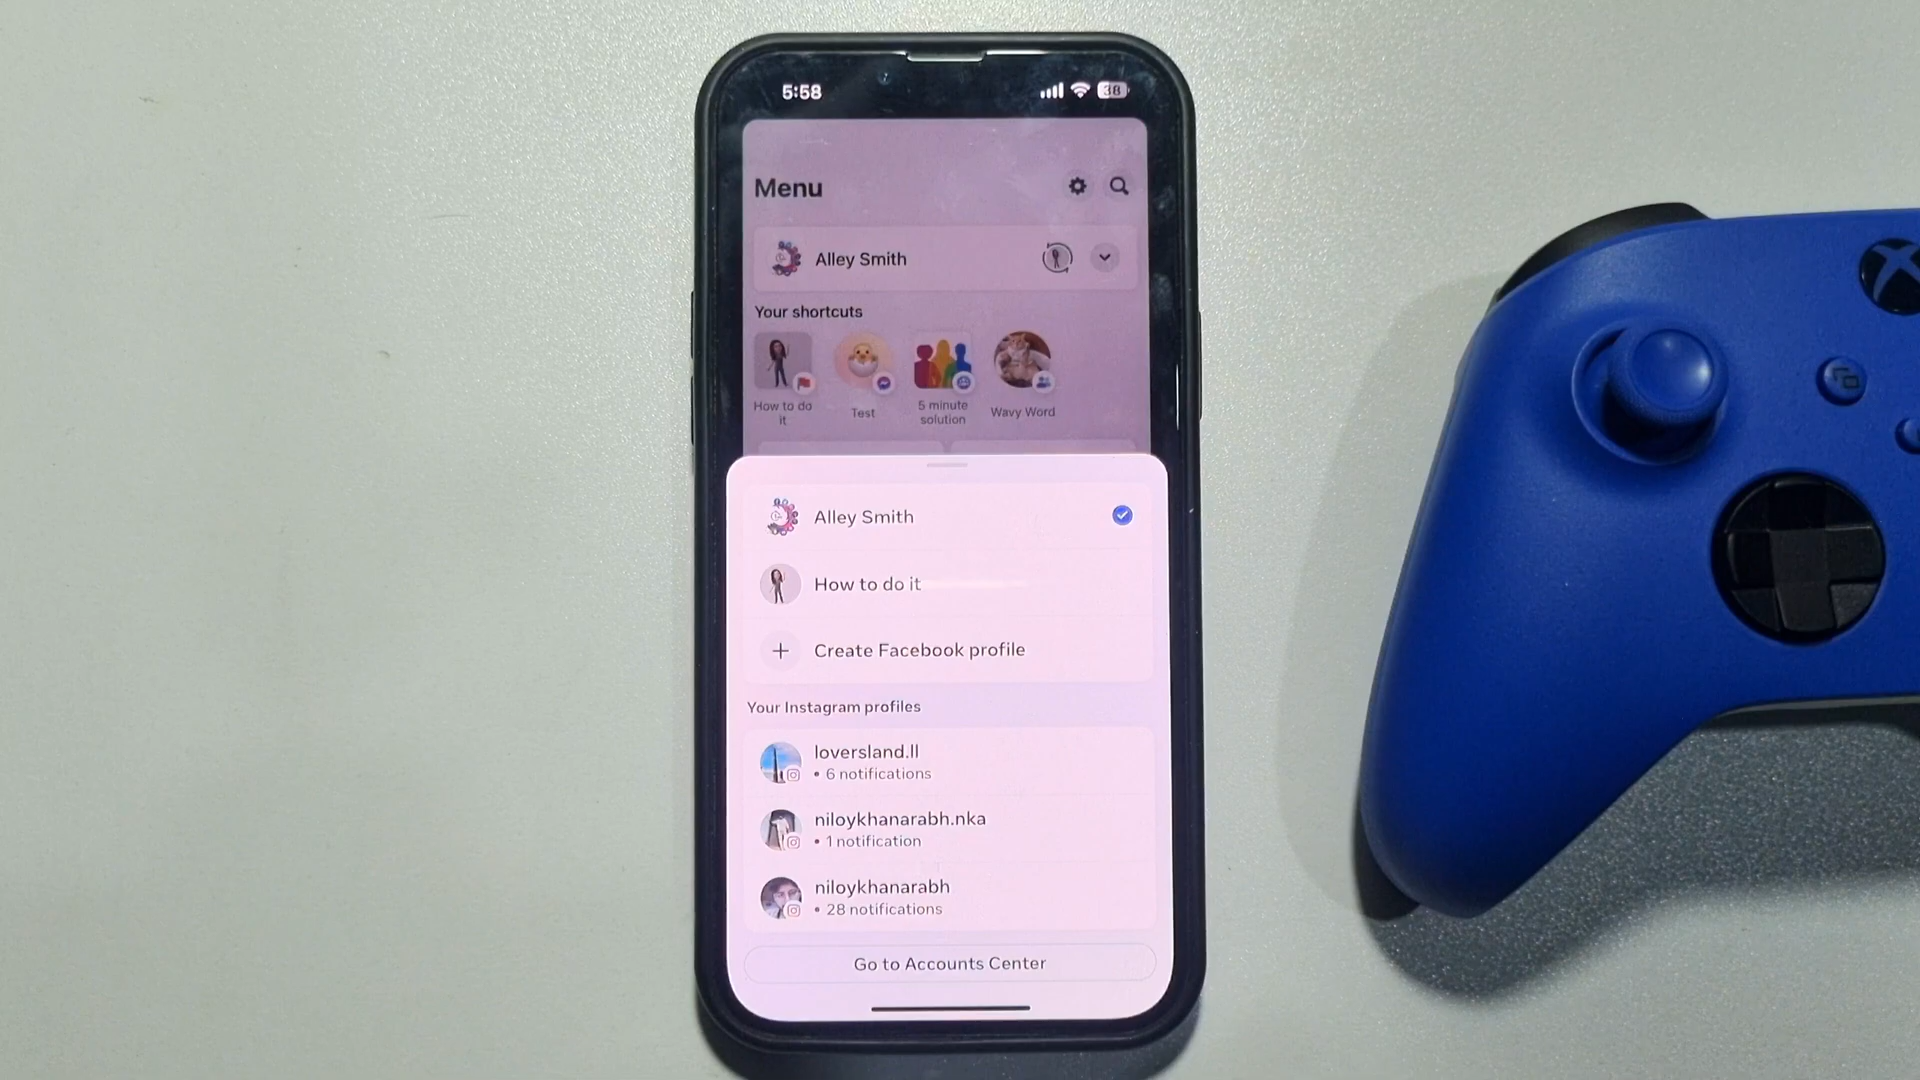 5:58
38
Menu
Alley Smith
Your shortcuts
How to do
it
Test
5 minute
solution
Wavy Word
Alley Smith
How to do it
Create Facebook profile
Your Instagram profiles
loversland.ll
• 6 notifications
niloykhanarabh.nka
• 1 notification
niloykhanarabh
• 28 notifications
Go to Accounts Center